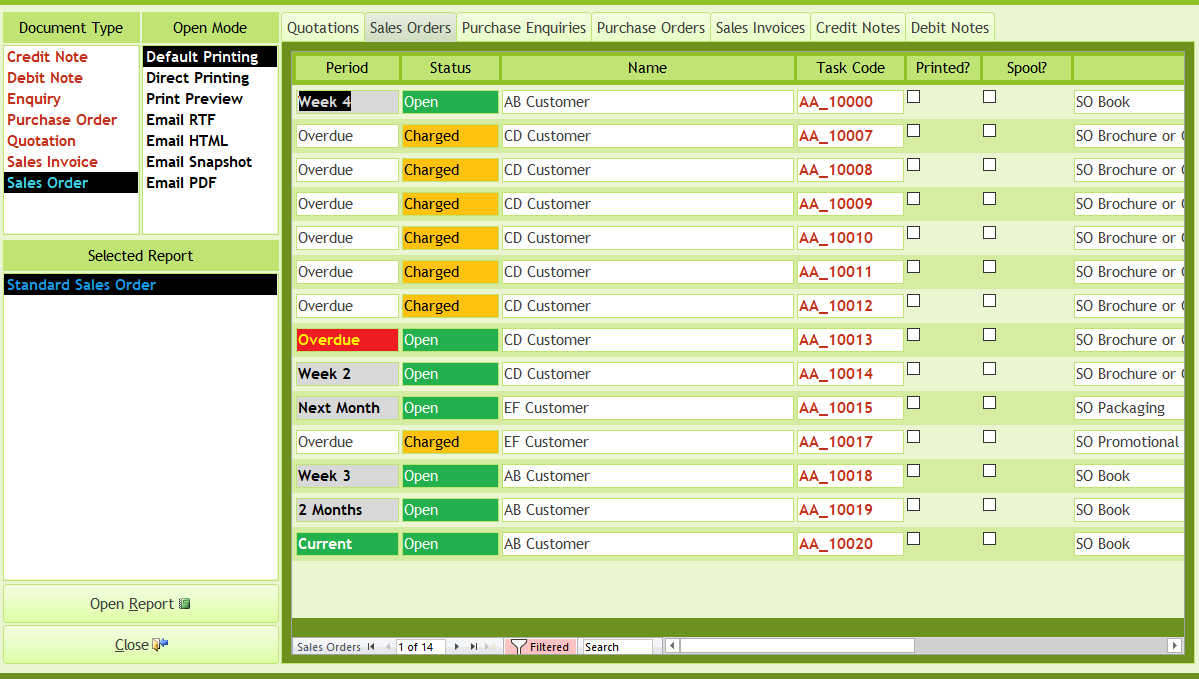 Document Type
Open Mode
Credit Note
Debit Note
Enquiry
Purchase Order
Quotation
Sales Invoice
Sales Order
Default Printing
Direct Printing
Print Preview
Email RTF
Email HTML
Email Snapshot
Email PDF
Selected Report
Standard Sales Order
Open Report
Close
Quotations Sales Orders Purchase Enquiries Purchase Orders Sales Invoices Credit Notes Debit Notes
Period Status Name Task Code Printed? Spool?
Week 4 Open AB Customer AA_10000 SO Book
Overdue Charged CD Customer AA_10007 SO Brochure or
Overdue Charged CD Customer AA_10008 SO Brochure or
Overdue Charged CD Customer AA_10009 SO Brochure or
Overdue Charged CD Customer AA_10010 SO Brochure or
Overdue Charged CD Customer AA_10011 SO Brochure or
Overdue Charged CD Customer AA_10012 SO Brochure or
Overdue Open CD Customer AA_10013 SO Brochure or
Week 2 Open CD Customer AA_10014 SO Brochure or
Next Month Open EF Customer AA_10015 SO Packaging
Overdue Charged EF Customer AA_10017 SO Promotional
Week 3 Open AB Customer AA_10018 SO Book
2 Months Open AB Customer AA_10019 SO Book
Current Open AB Customer AA_10020 SO Book
Sales Orders 1 of 14 Filtered Search